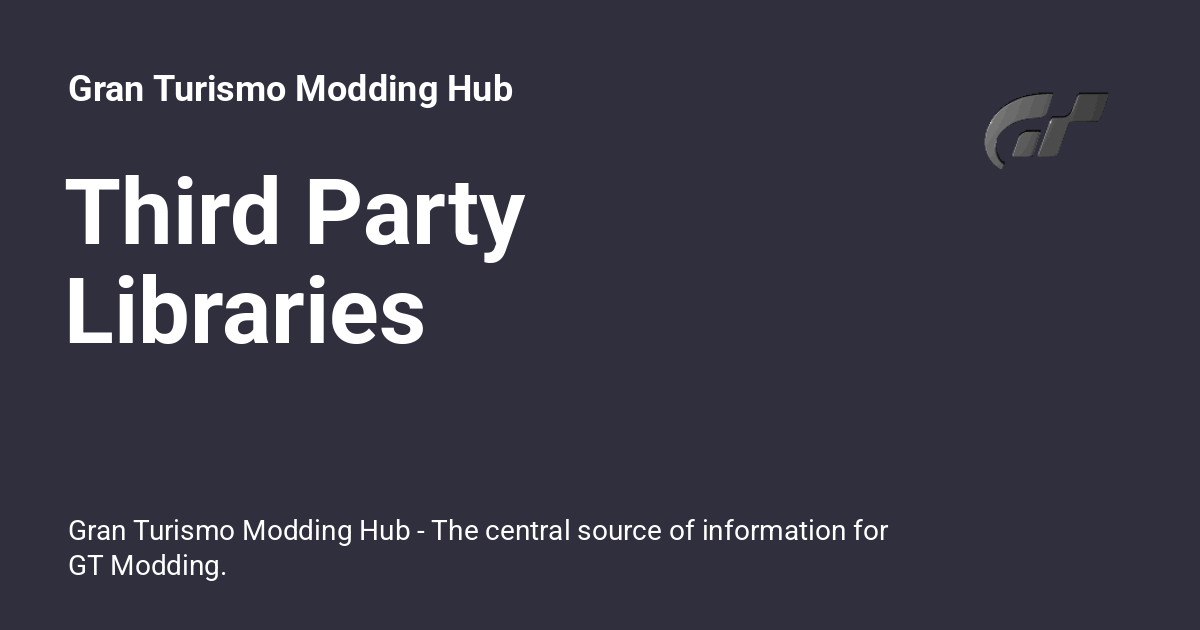 Gran Turismo Modding Hub
Third Party
Libraries
Gran Turismo Modding Hub - The central source of information for
GT Modding.